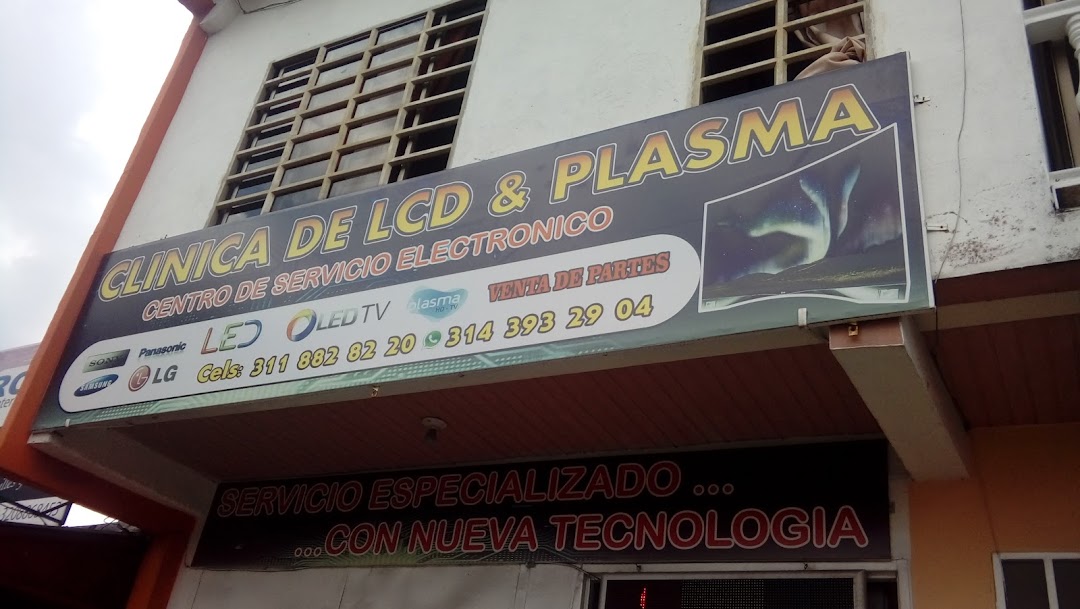 CLINICA DE LCD & PLASMA
CENTRO DE SERVICIO ELECTRONICO
LED OLED TV plasma VENTA DE PARTES
SONY Panasonic
SAMSUNG LG
Cels: 311 882 82 20 314 393 29 04
SERVICIO ESPECIALIZADO ...
...CON NUEVA TECNOLOGIA